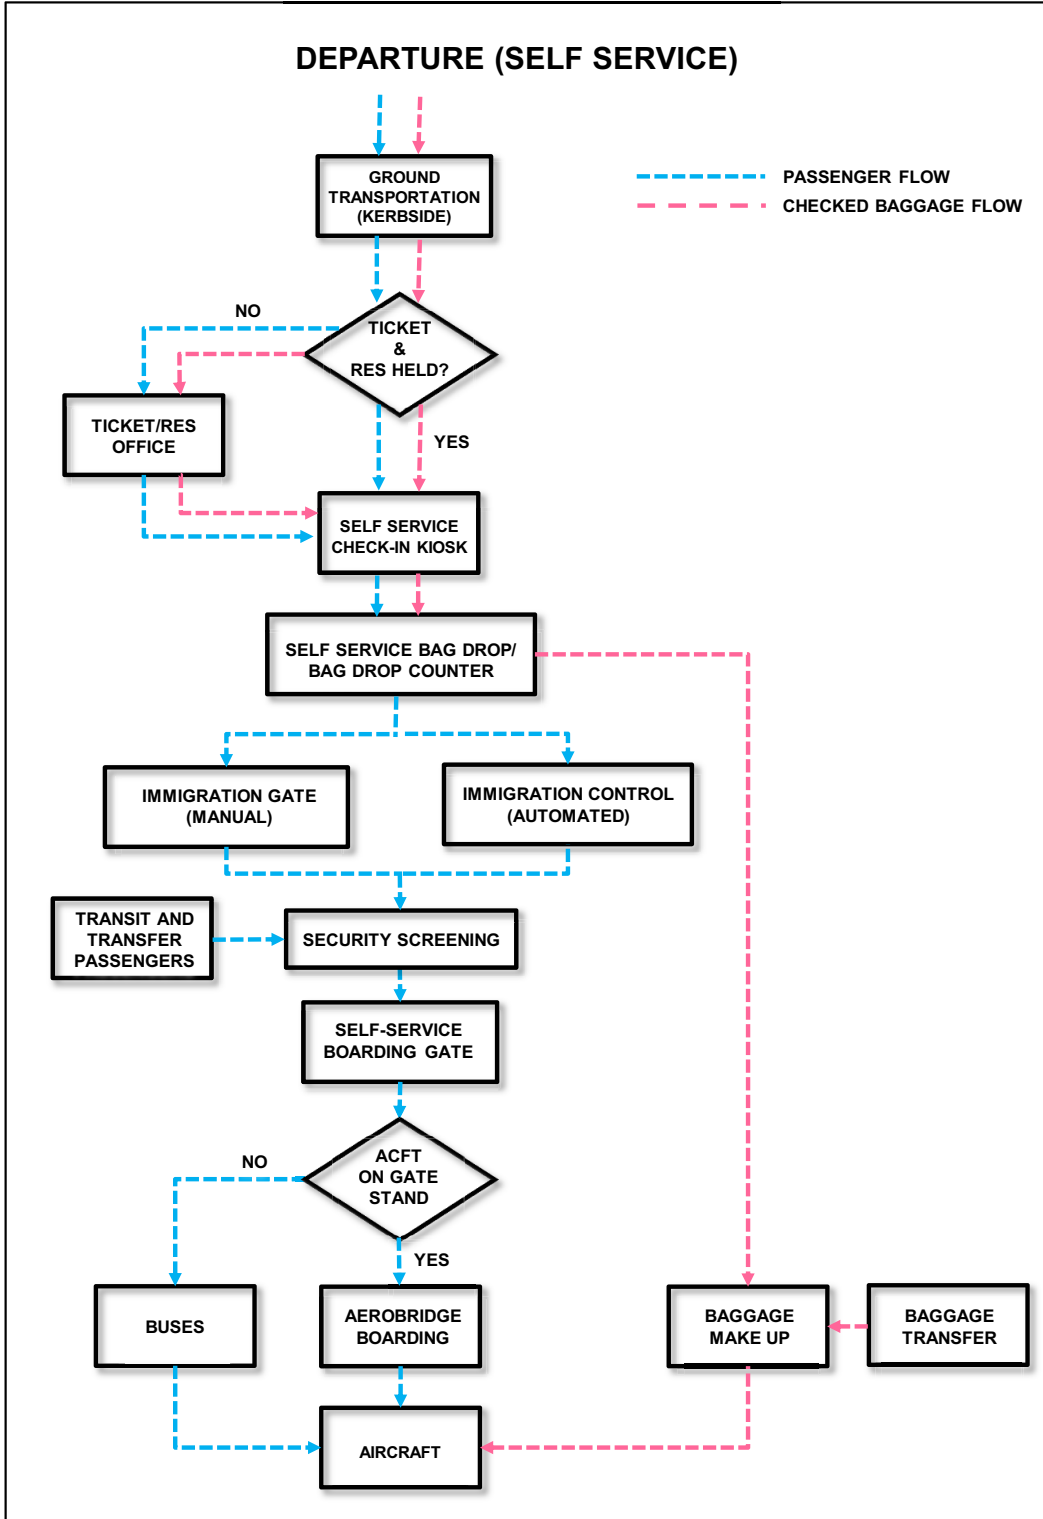 DEPARTURE (SELF SERVICE)
GROUND
TRANSPORTATION
(KERBSIDE)
PASSENGER FLOW
CHECKED BAGGAGE FLOW
NO
TICKET
&
RES HELD?
TICKET/RES
OFFICE
YES
SELF SERVICE
CHECK-IN KIOSK
SELF SERVICE BAG DROP/
BAG DROP COUNTER
IMMIGRATION GATE
(MANUAL)
IMMIGRATION CONTROL
(AUTOMATED)
TRANSIT AND
TRANSFER
PASSENGERS
SECURITY SCREENING
SELF-SERVICE
BOARDING GATE
NO
ACFT
ON GATE
STAND
YES
BUSES
AEROBRIDGE
BOARDING
BAGGAGE
MAKE UP
BAGGAGE
TRANSFER
AIRCRAFT